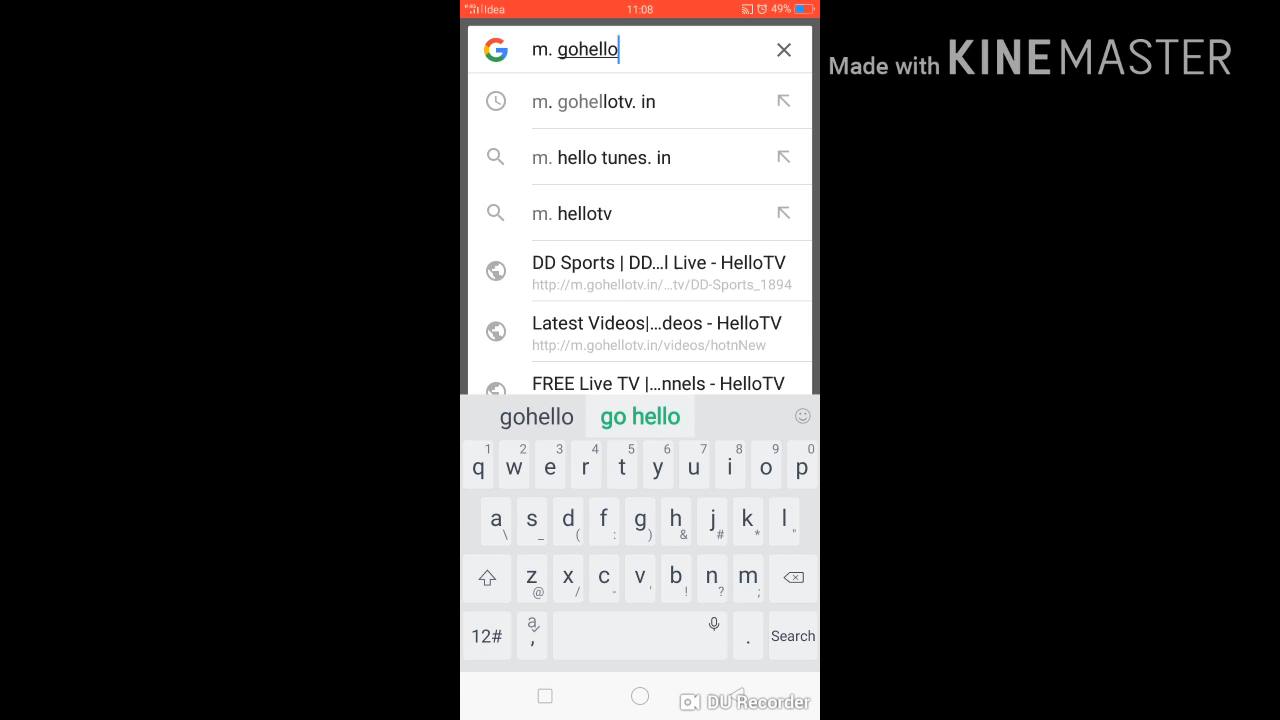 Idea 11:08 49%
m. gohello
Made with KINEMASTER
m. gohellotv. in
m. hello tunes. in
m. hellotv
DD Sports | DD...l Live - HelloTV
http://m.gohellotv.in/...tv/DD-Sports_1894
Latest Videos|...deos - HelloTV
http://m.gohellotv.in/videos/hotnNew
FREE Live TV |...nnels - HelloTV
gohello go hello
1 2 3 4 5 6 7 8 9 0
q w e r t y u i o p
a s d f g h j k l
\ _ ( : ) & # * "
z x c v b n m
@ / - ' ! ? ;
12# a , . Search
DU Recorder